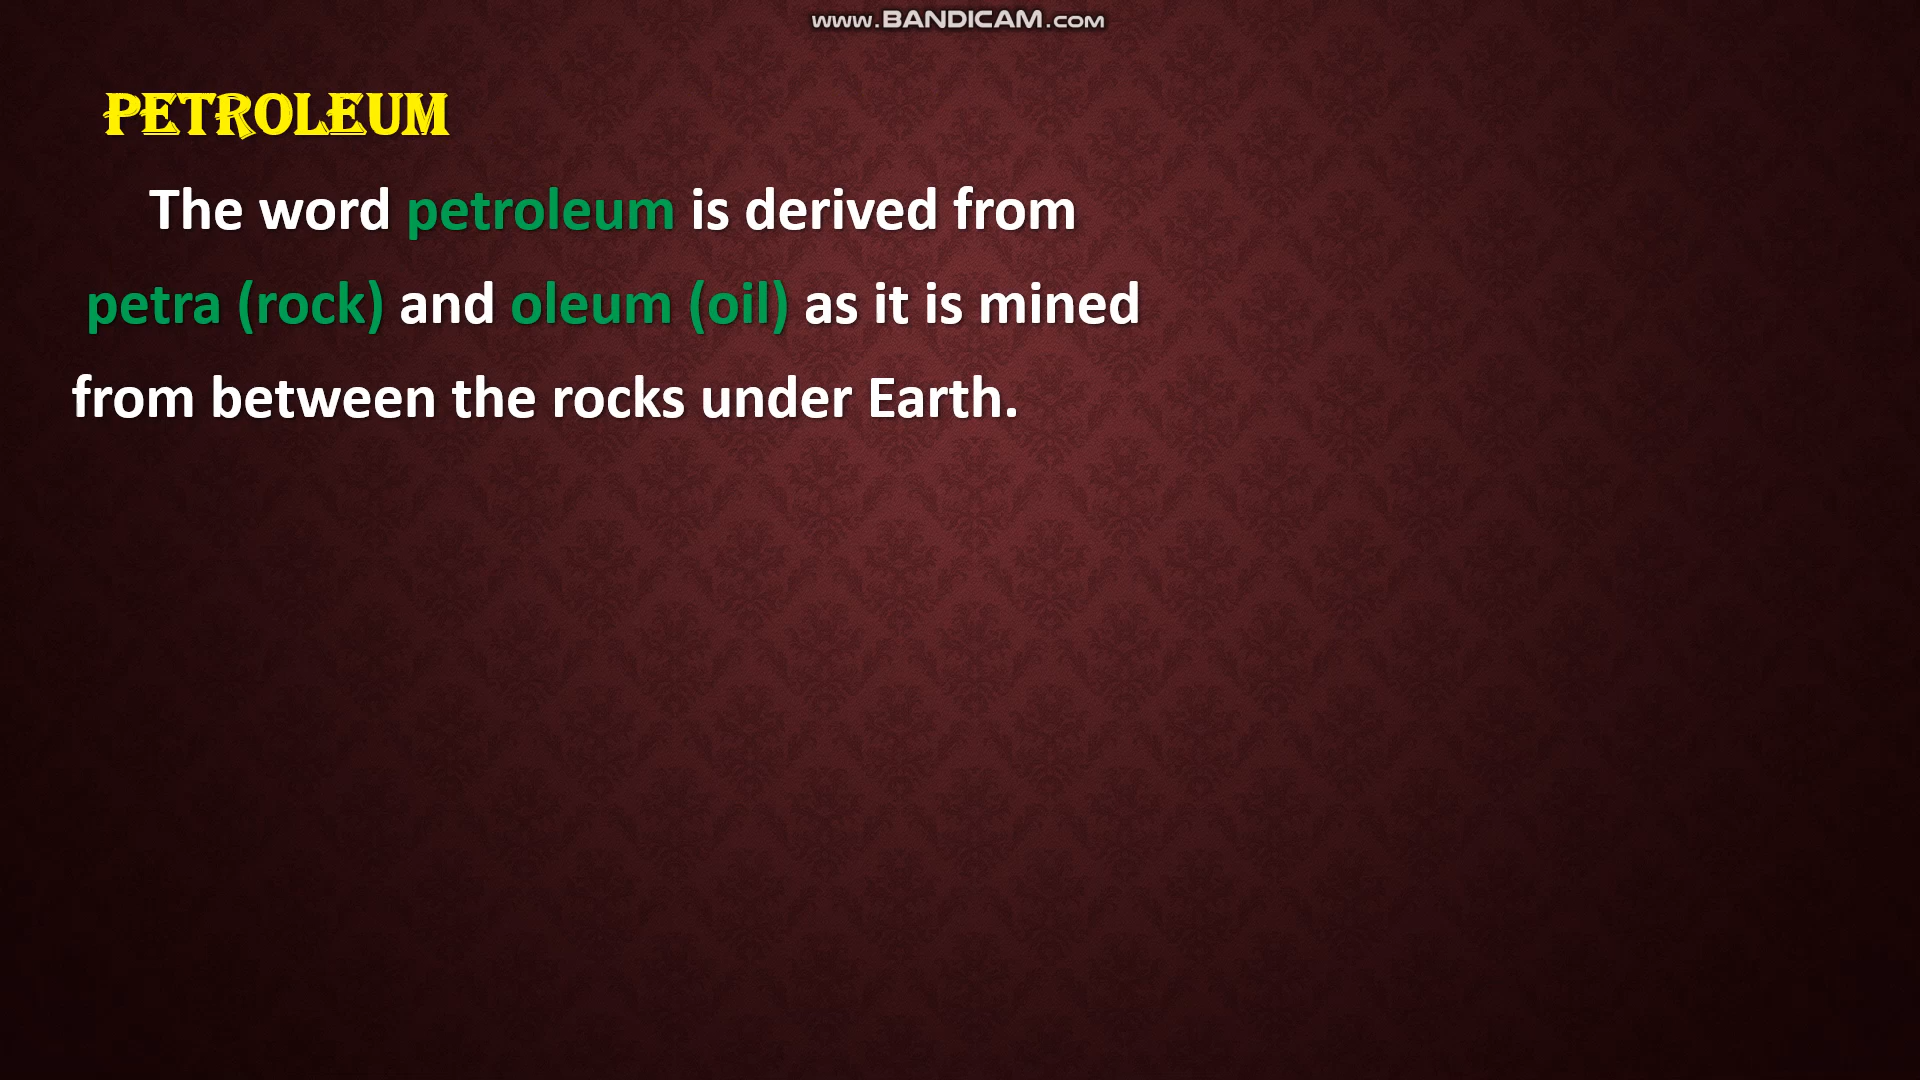 www.BANDICAM.com
PETROLEUM
The word petroleum is derived from
petra (rock) and oleum (oil) as it is mined
from between the rocks under Earth.